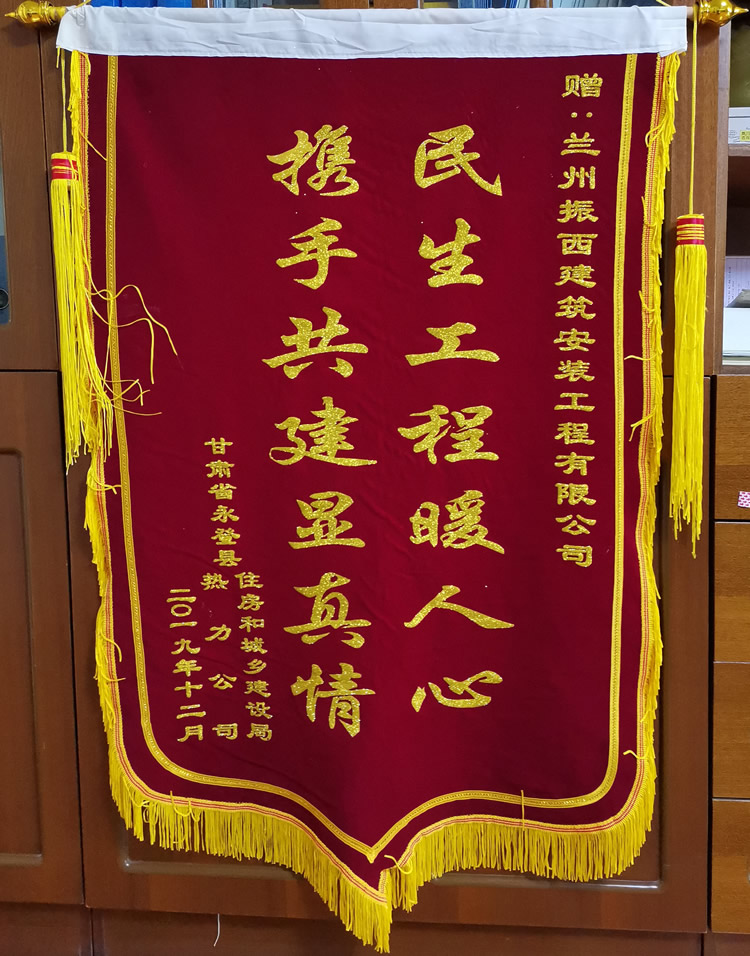 赠:兰州振西建筑安装工程有限公司
民生工程暖人心
携手共建显真情
甘肃省永登县
住房和城乡建设局
热力公司
二〇一九年十二月